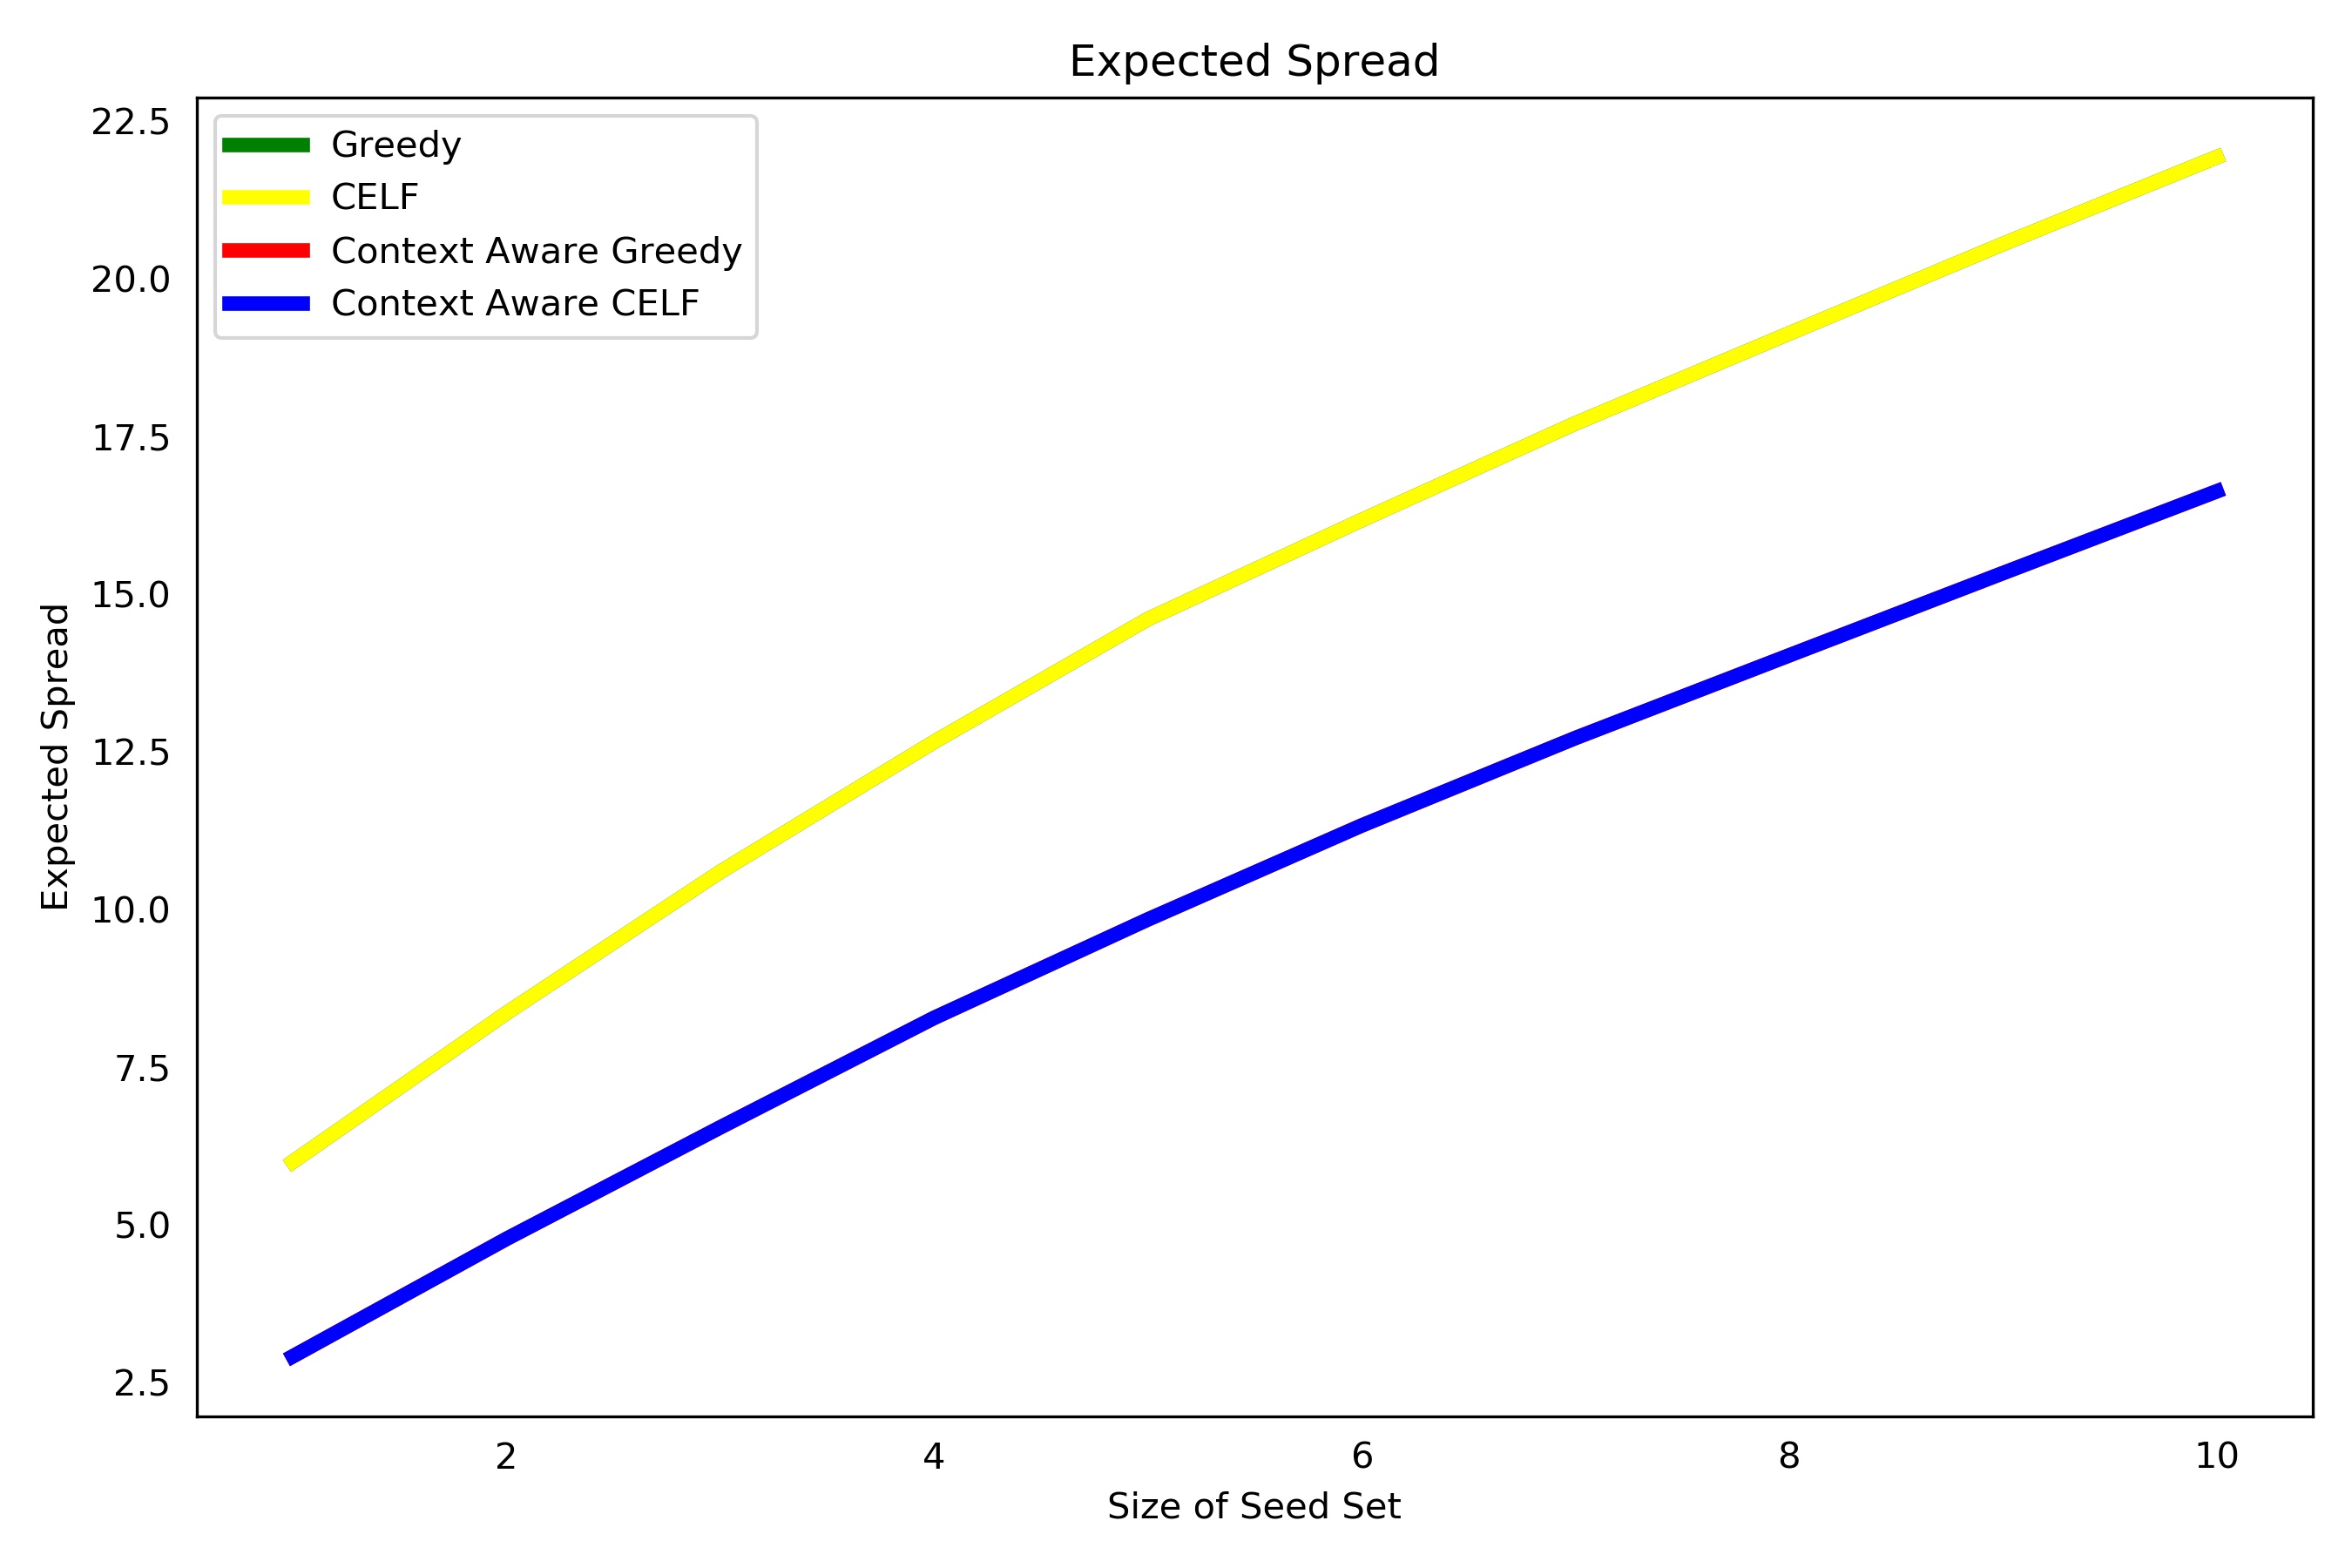 Expected Spread
Greedy
CELF
Context Aware Greedy
Context Aware CELF
Expected Spread
22.5
20.0
17.5
15.0
12.5
10.0
7.5
5.0
2.5
2 4 6 8 10
Size of Seed Set